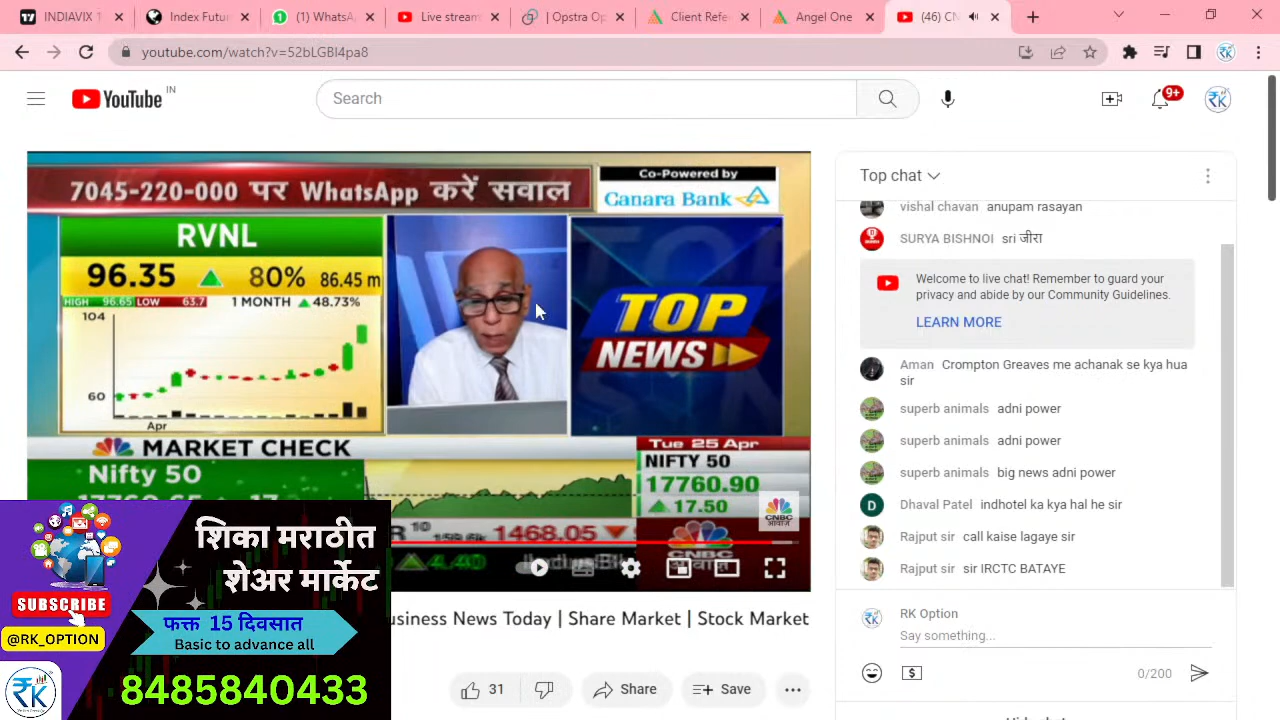 INDIAVIX 1
Index Futur
(1) WhatsA
Live stream
Opstra Op
Client Refe
Angel One
(46) CN
youtube.com/watch?v=52bLGBI4pa8
YouTube IN
Search
9+
7045-220-000 पर WhatsApp करें सवाल
Co-Powered by
Canara Bank
RVNL
96.35 80% 86.45 m
HIGH 96.65 LOW 63.7 1 MONTH 48.73%
104
60
Apr
TOP
NEWS
MARKET CHECK
Nifty 50
Tue 25 Apr
NIFTY 50
17760.90
17.50
CNBC
आवाज़
1468.05
4.40
CNBC
शिका मराठीत
शेअर मार्केट
SUBSCRIBE
@RK_OPTION
फक्त 15 दिवसात
Basic to advance all
8485840433
usiness News Today | Share Market | Stock Market
31
Share
Save
Top chat
vishal chavan anupam rasayan
SURYA BISHNOI sri जीरा
Welcome to live chat! Remember to guard your
privacy and abide by our Community Guidelines.
LEARN MORE
Aman Crompton Greaves me achanak se kya hua
sir
superb animals adni power
superb animals adni power
superb animals big news adni power
Dhaval Patel indhotel ka kya hal he sir
Rajput sir call kaise lagaye sir
Rajput sir sir IRCTC BATAYE
RK Option
Say something...
0/200